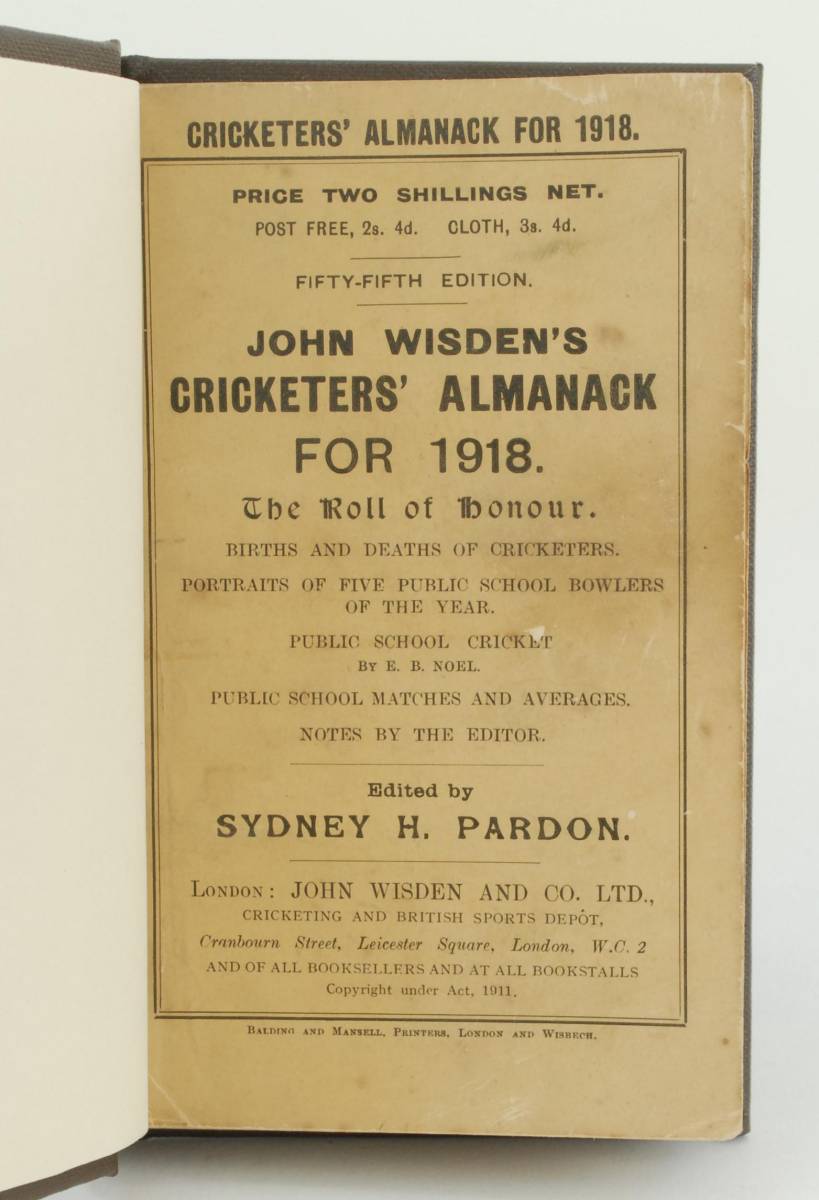 CRICKETERS' ALMANACK FOR 1918.
PRICE TWO SHILLINGS NET.
POST FREE, 2s. 4d. CLOTH, 3s. 4d.
FIFTY-FIFTH EDITION.
JOHN WISDEN'S
CRICKETERS' ALMANACK
FOR 1918.
The Roll of Honour.
BIRTHS AND DEATHS OF CRICKETERS.
PORTRAITS OF FIVE PUBLIC SCHOOL BOWLERS
OF THE YEAR.
PUBLIC SCHOOL CRICKET
BY E. B. NOEL.
PUBLIC SCHOOL MATCHES AND AVERAGES.
NOTES BY THE EDITOR.
Edited by
SYDNEY H. PARDON.
LONDON: JOHN WISDEN AND CO. LTD.,
CRICKETING AND BRITISH SPORTS DEPÔT,
Cranbourn Street, Leicester Square, London, W.C. 2
AND OF ALL BOOKSELLERS AND AT ALL BOOKSTALLS
Copyright under Act, 1911.
BALDING AND MANSELL, PRINTERS, LONDON AND WISBECH.